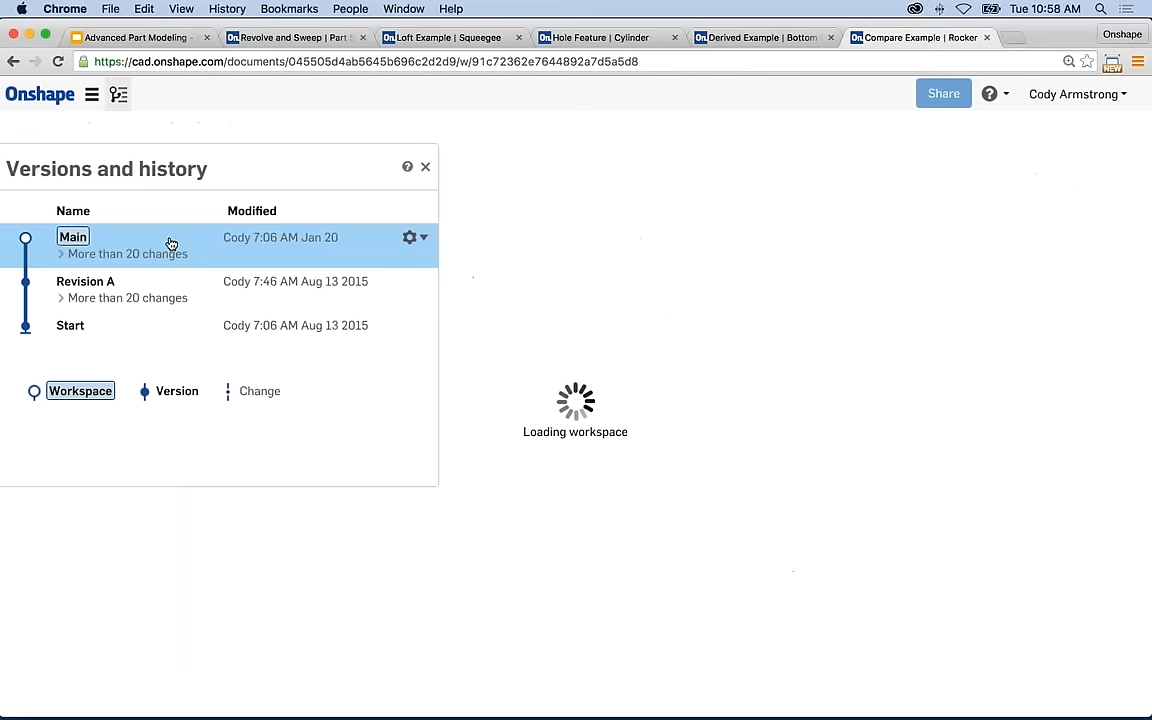 Chrome File Edit View History Bookmarks People Window Help Tue 10:58 AM
Advanced Part Modeling - Revolve and Sweep | Part Loft Example | Squeegee Hole Feature | Cylinder Derived Example | Bottom Compare Example | Rocker Onshape
https://cad.onshape.com/documents/045505d4ab5645b696c2d2d9/w/91c72362e7644892a7d5a5d8 NEW
Onshape Share Cody Armstrong
Versions and history
Name Modified
Main Cody 7:06 AM Jan 20
More than 20 changes
Revision A Cody 7:46 AM Aug 13 2015
More than 20 changes
Start Cody 7:06 AM Aug 13 2015
Workspace Version Change
Loading workspace